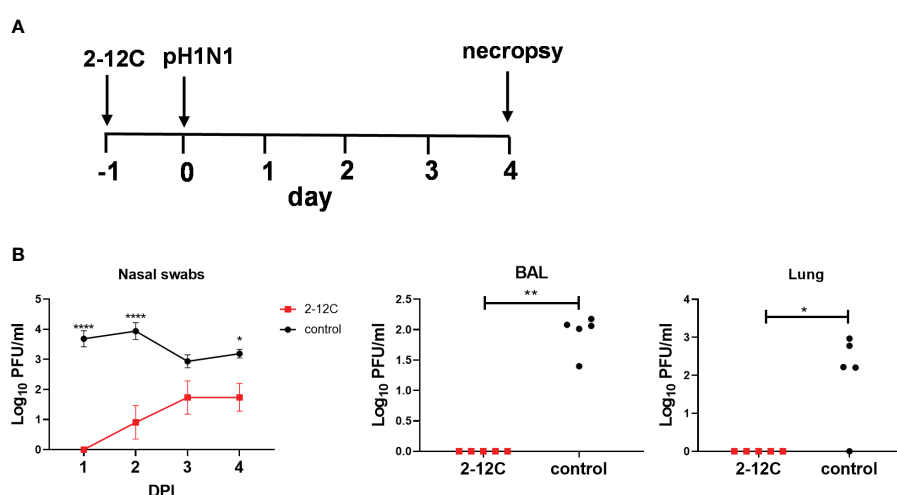 A
2-12C pH1N1 necropsy
-1 0 1 2 3 4
day
B
Nasal swabs
Log10 PFU/ml
5
4
3
2
1
0
**** **** *
1 2 3 4
DPI
2-12C
control
BAL
Log10 PFU/ml
2.5
2.0
1.5
1.0
0.5
0.0
**
2-12C control
Lung
Log10 PFU/ml
4
3
2
1
0
*
2-12C control